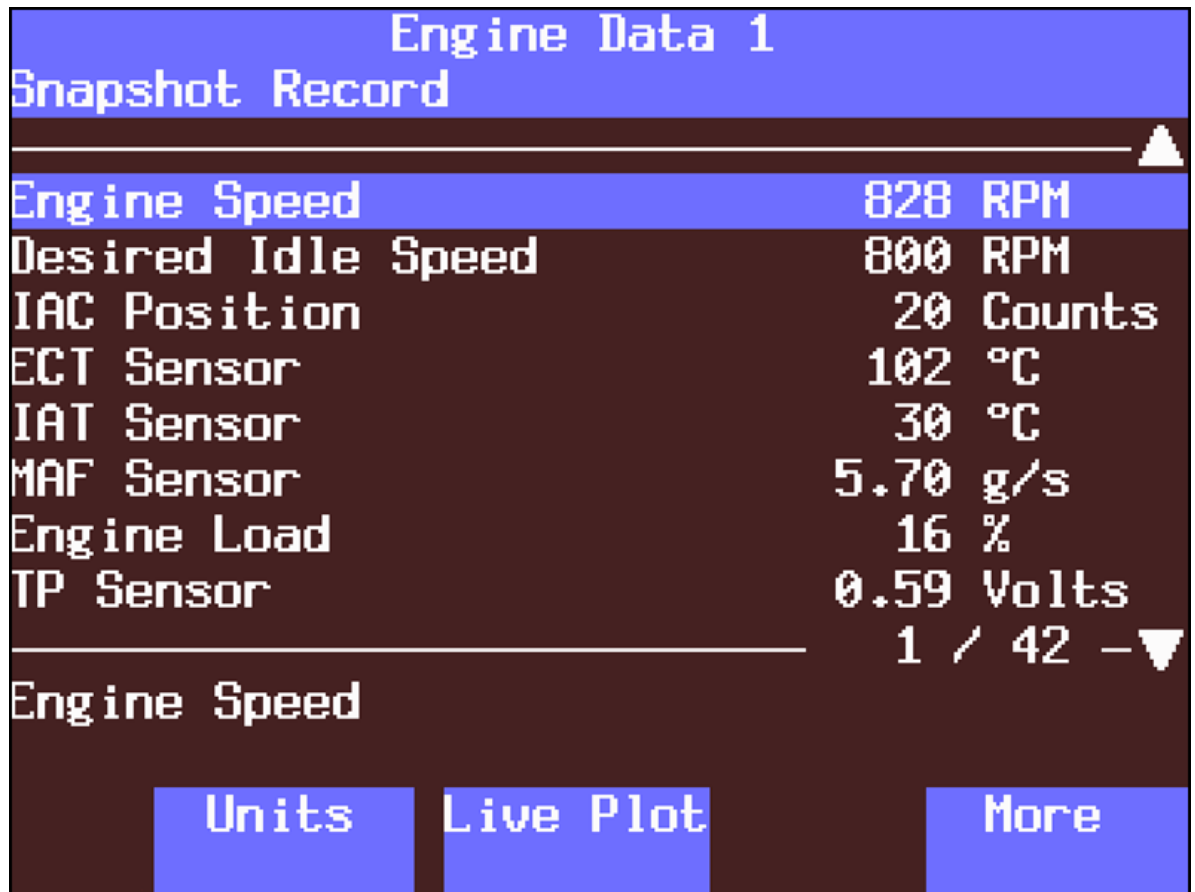 Engine Data 1
Snapshot Record
Engine Speed 828 RPM
Desired Idle Speed 800 RPM
IAC Position 20 Counts
ECT Sensor 102 °C
IAT Sensor 30 °C
MAF Sensor 5.70 g/s
Engine Load 16 %
TP Sensor 0.59 Volts
1 / 42
Engine Speed
Units Live Plot More